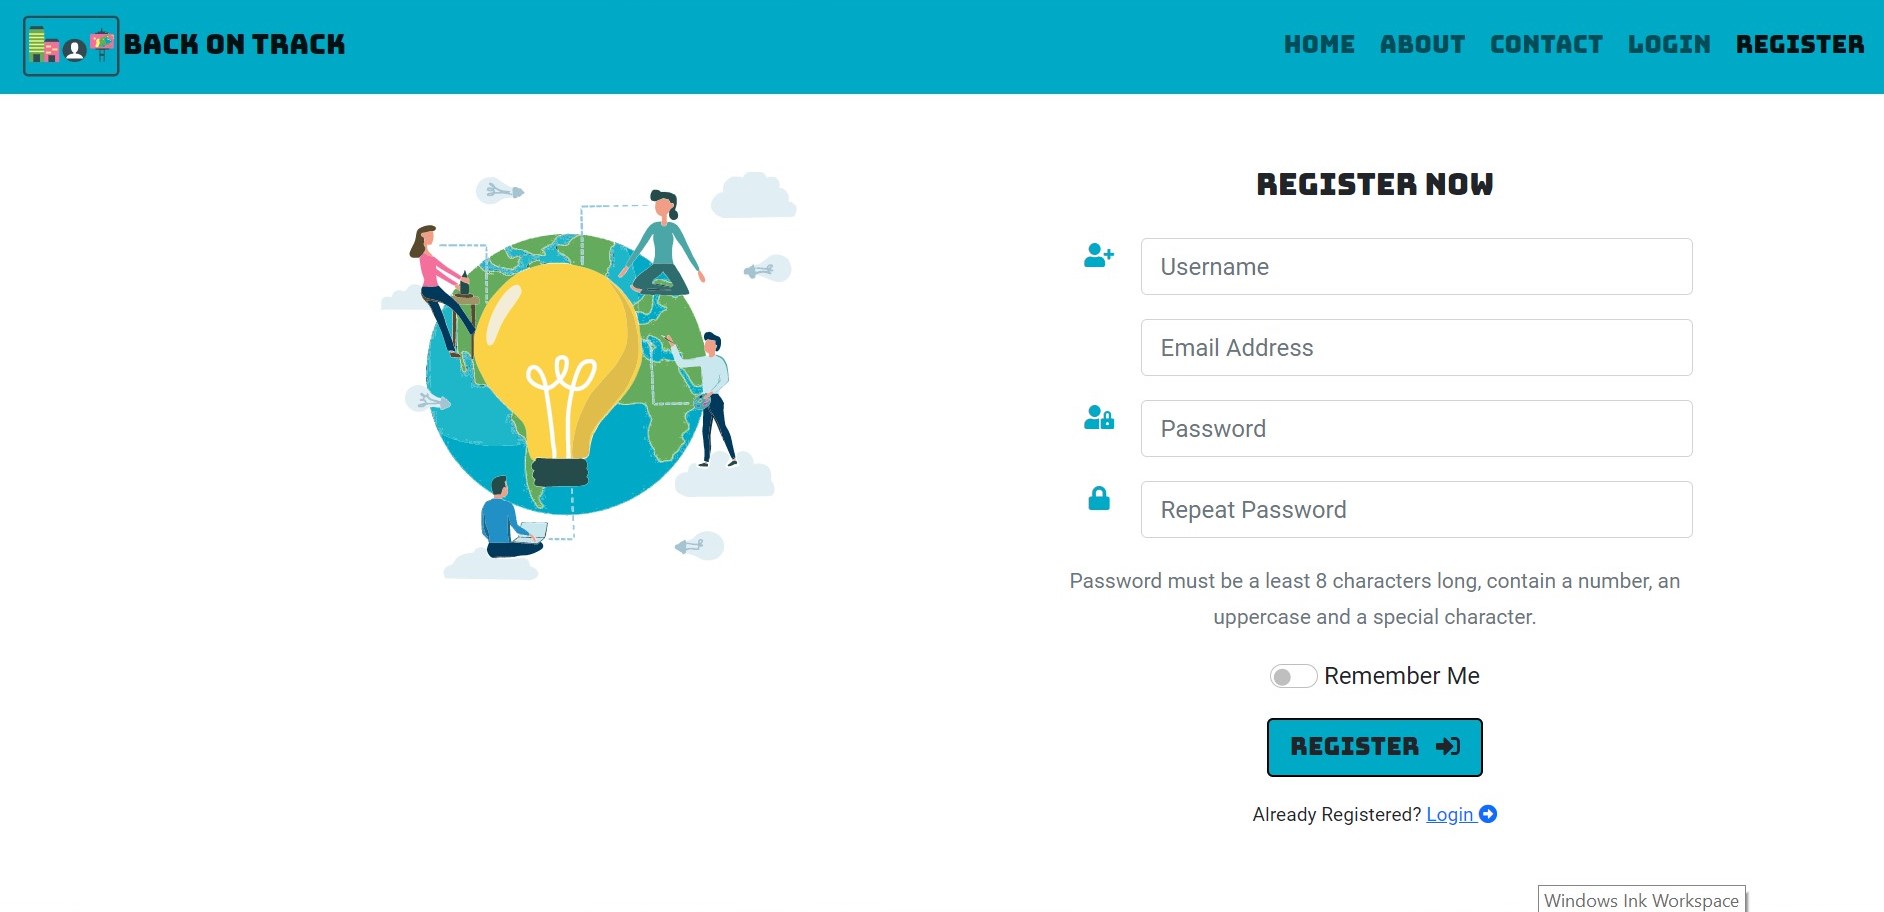 BACK ON TRACK
HOME ABOUT CONTACT LOGIN REGISTER
REGISTER NOW
Username
Email Address
Password
Repeat Password
Password must be a least 8 characters long, contain a number, an
uppercase and a special character.
Remember Me
REGISTER
Already Registered? Login
Windows Ink Workspace